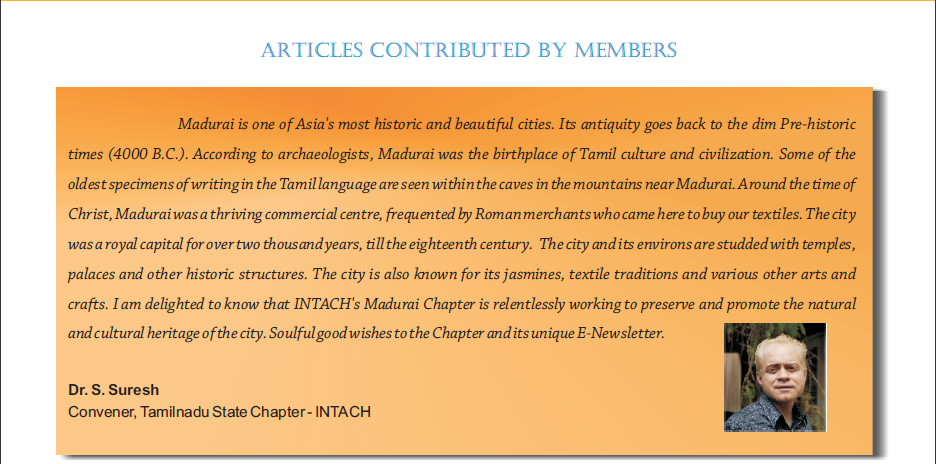 ARTICLES CONTRIBUTED BY MEMBERS
Madurai is one of Asia's most historic and beautiful cities. Its antiquity goes back to the dim Pre-historic
times (4000 B.C.). According to archaeologists, Madurai was the birthplace of Tamil culture and civilization. Some of the
oldest specimens of writing in the Tamil language are seen within the caves in the mountains near Madurai. Around the time of
Christ, Madurai was a thriving commercial centre, frequented by Roman merchants who came here to buy our textiles. The city
was a royal capital for over two thousand years, till the eighteenth century. The city and its environs are studded with temples,
palaces and other historic structures. The city is also known for its jasmines, textile traditions and various other arts and
crafts. I am delighted to know that INTACH's Madurai Chapter is relentlessly working to preserve and promote the natural
and cultural heritage of the city. Soulful good wishes to the Chapter and its unique E-Newsletter.
Dr. S. Suresh
Convener, Tamilnadu State Chapter - INTACH